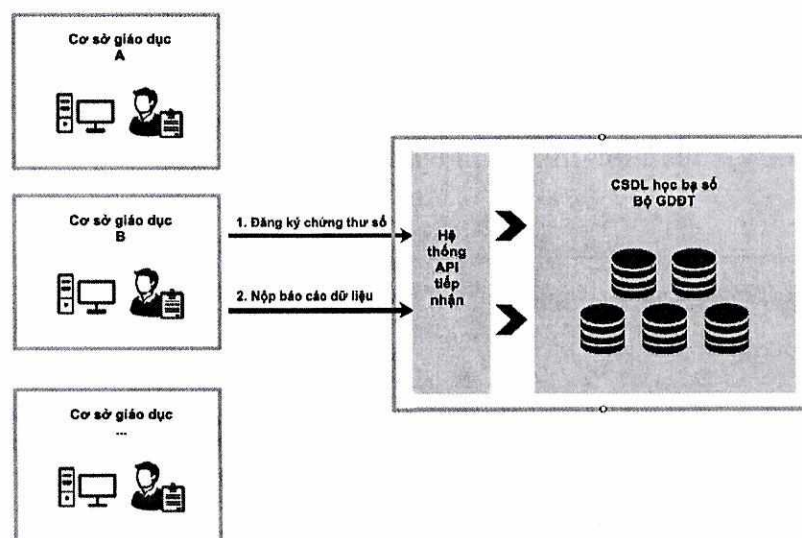 Cơ sở giáo dục
A
Cơ sở giáo dục
B
1. Đăng ký chứng thư số
2. Nộp báo cáo dữ liệu
Cơ sở giáo dục
...
Hệ
thống
API
tiếp
nhận
CSDL học bạ số
Bộ GDĐT